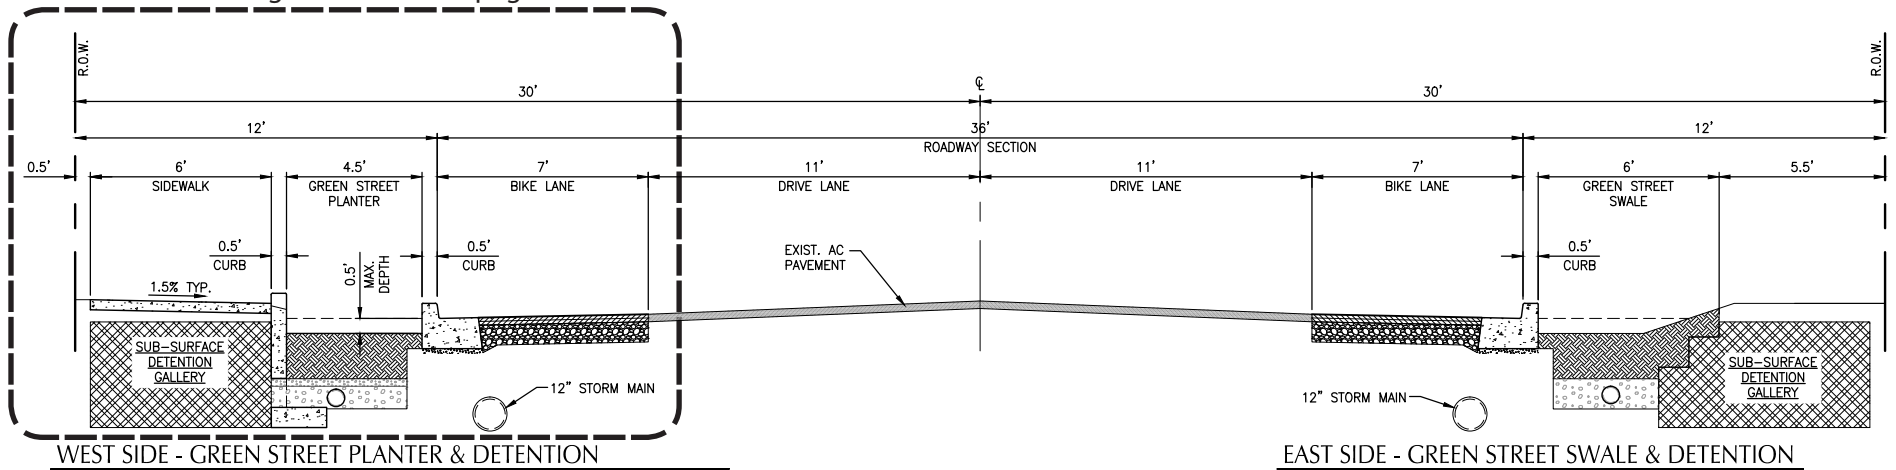 R.O.W.
R.O.W.
℄
30'
30'
12'
36'
12'
ROADWAY SECTION
0.5'
6'
4.5'
7'
11'
11'
7'
6'
5.5'
SIDEWALK
GREEN STREET
PLANTER
BIKE LANE
DRIVE LANE
DRIVE LANE
BIKE LANE
GREEN STREET
SWALE
0.5'
CURB
0.5'
MAX.
DEPTH
0.5'
CURB
EXIST. AC
PAVEMENT
0.5'
CURB
1.5% TYP.
SUB-SURFACE
DETENTION
GALLERY
12" STORM MAIN
12" STORM MAIN
SUB-SURFACE
DETENTION
GALLERY
WEST SIDE - GREEN STREET PLANTER & DETENTION
EAST SIDE - GREEN STREET SWALE & DETENTION